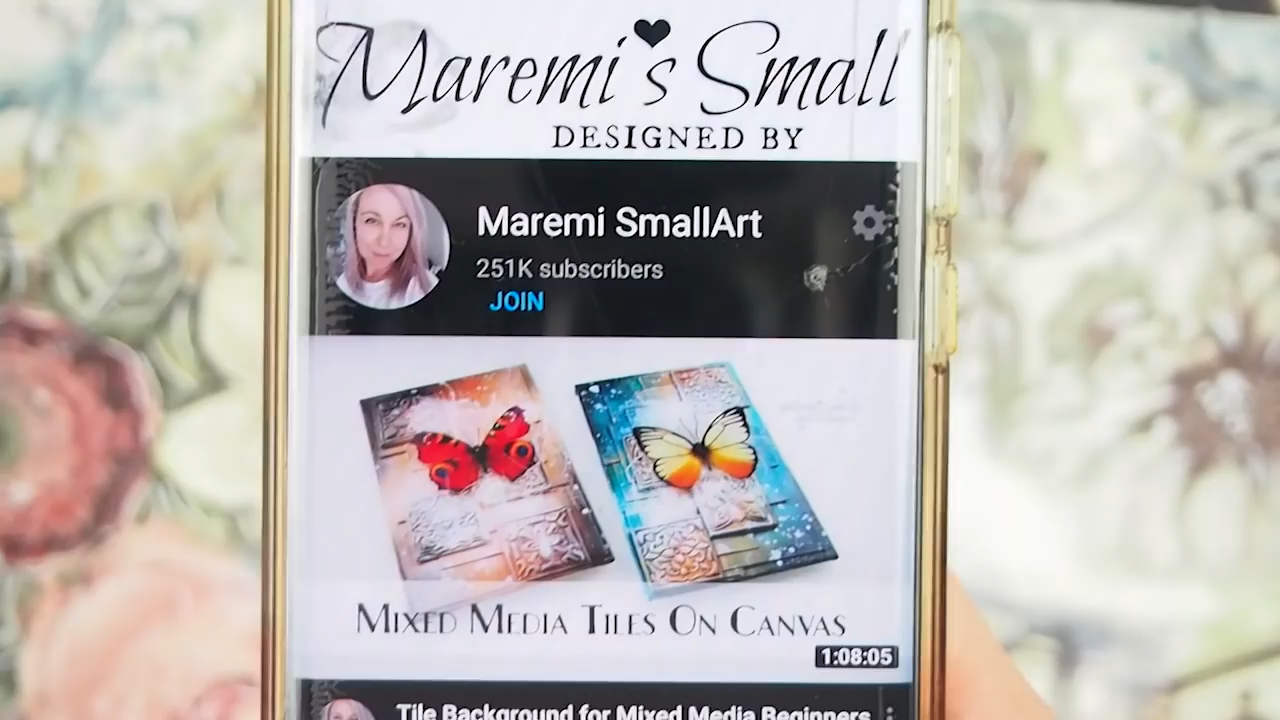 Maremi's Small
DESIGNED BY
Maremi SmallArt
251K subscribers
JOIN
MIXED MEDIA TILES ON CANVAS
1:08:05
Tile Background for Mixed Media Beginners